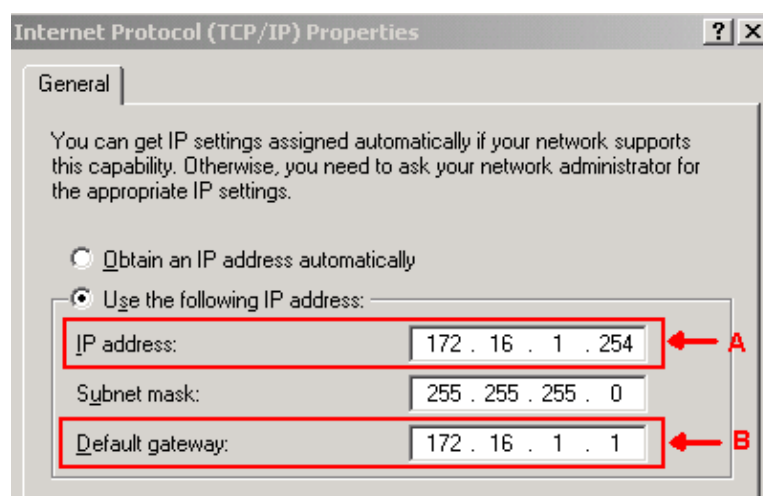 Internet Protocol (TCP/IP) Properties ? X
General
You can get IP settings assigned automatically if your network supports
this capability. Otherwise, you need to ask your network administrator for
the appropriate IP settings.
Obtain an IP address automatically
Use the following IP address:
IP address: 172 . 16 . 1 . 254 A
Subnet mask: 255 . 255 . 255 . 0
Default gateway: 172 . 16 . 1 . 1 B